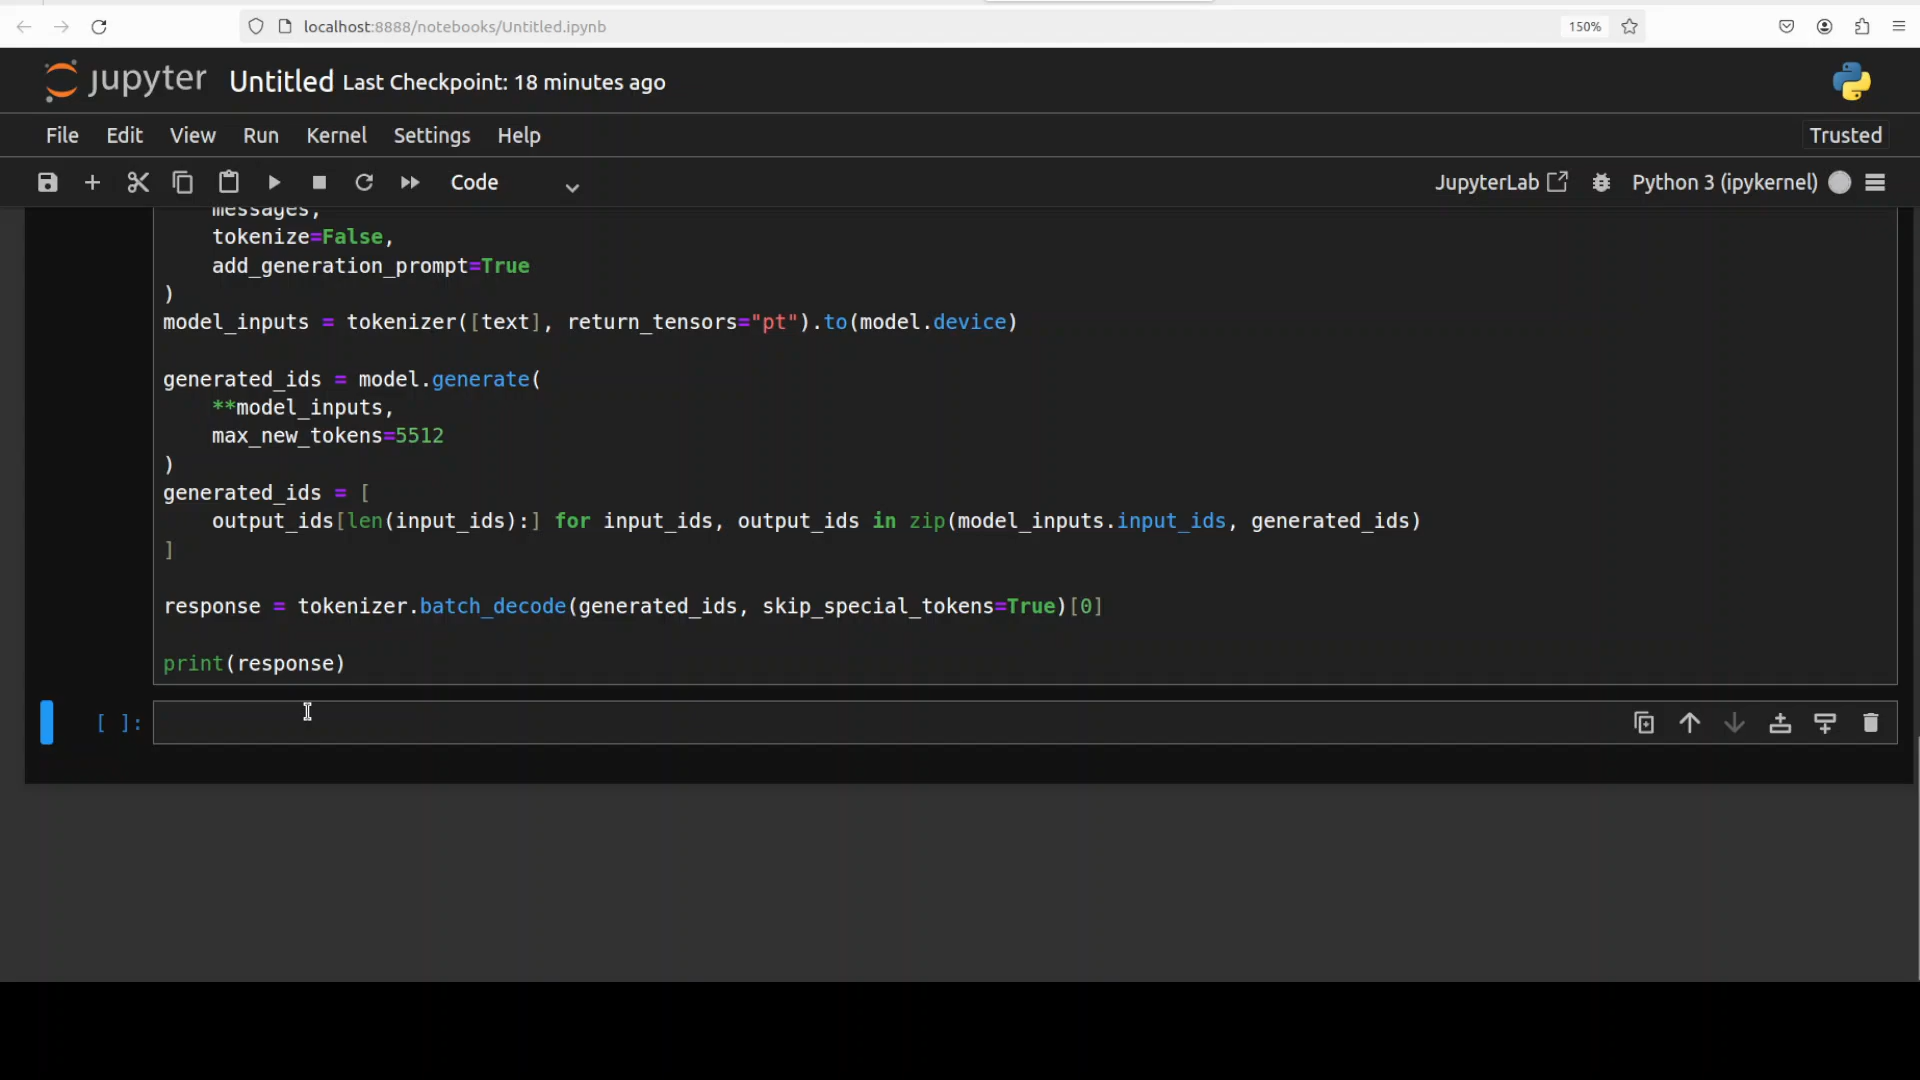 localhost:8888/notebooks/Untitled.ipynb
150%
jupyter Untitled Last Checkpoint: 18 minutes ago
File Edit View Run Kernel Settings Help
Trusted
Code
JupyterLab
Python 3 (ipykernel)
messages,
tokenize=False,
add_generation_prompt=True
)
model_inputs = tokenizer([text], return_tensors="pt").to(model.device)
generated_ids = model.generate(
**model_inputs,
max_new_tokens=5512
)
generated_ids = [
output_ids[len(input_ids):] for input_ids, output_ids in zip(model_inputs.input_ids, generated_ids)
]
response = tokenizer.batch_decode(generated_ids, skip_special_tokens=True)[0]
print(response)
[ ]: